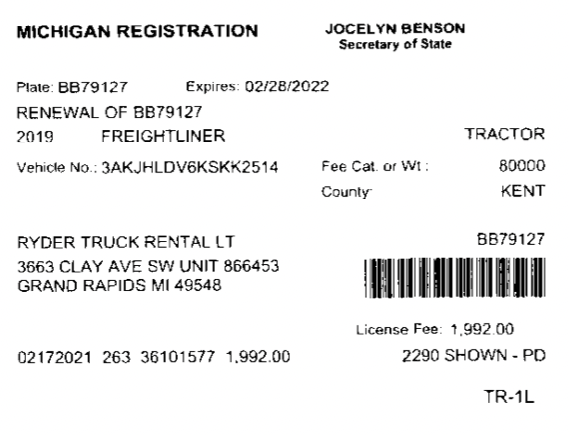 MICHIGAN REGISTRATION
JOCELYN BENSON
Secretary of State
Plate: BB79127 Expires: 02/28/2022
RENEWAL OF BB79127
2019 FREIGHTLINER TRACTOR
Vehicle No.: 3AKJHLDV6KSKK2514 Fee Cat. or Wt : 80000
County: KENT
RYDER TRUCK RENTAL LT BB79127
3663 CLAY AVE SW UNIT 866453
GRAND RAPIDS MI 49548
License Fee: 1,992.00
02172021 263 36101577 1,992.00 2290 SHOWN - PD
TR-1L